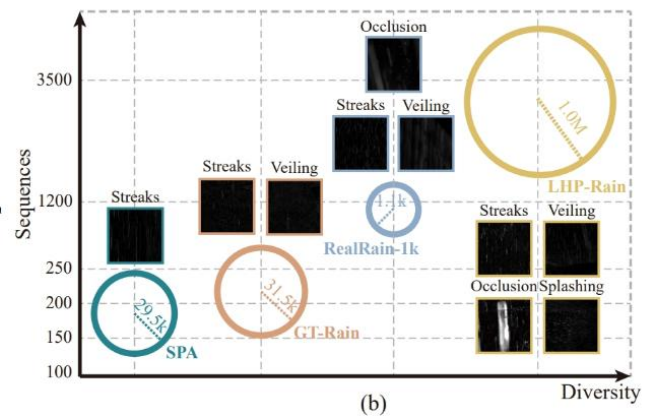 Occlusion
3500
Streaks Veiling
1.0M
Streaks Veiling
LHP-Rain
Sequences
1200
Streaks
1.1k
RealRain-1k
Streaks Veiling
250
Occlusion Splashing
200
29.5k
31.5k
GT-Rain
150
SPA
100
Diversity
(b)